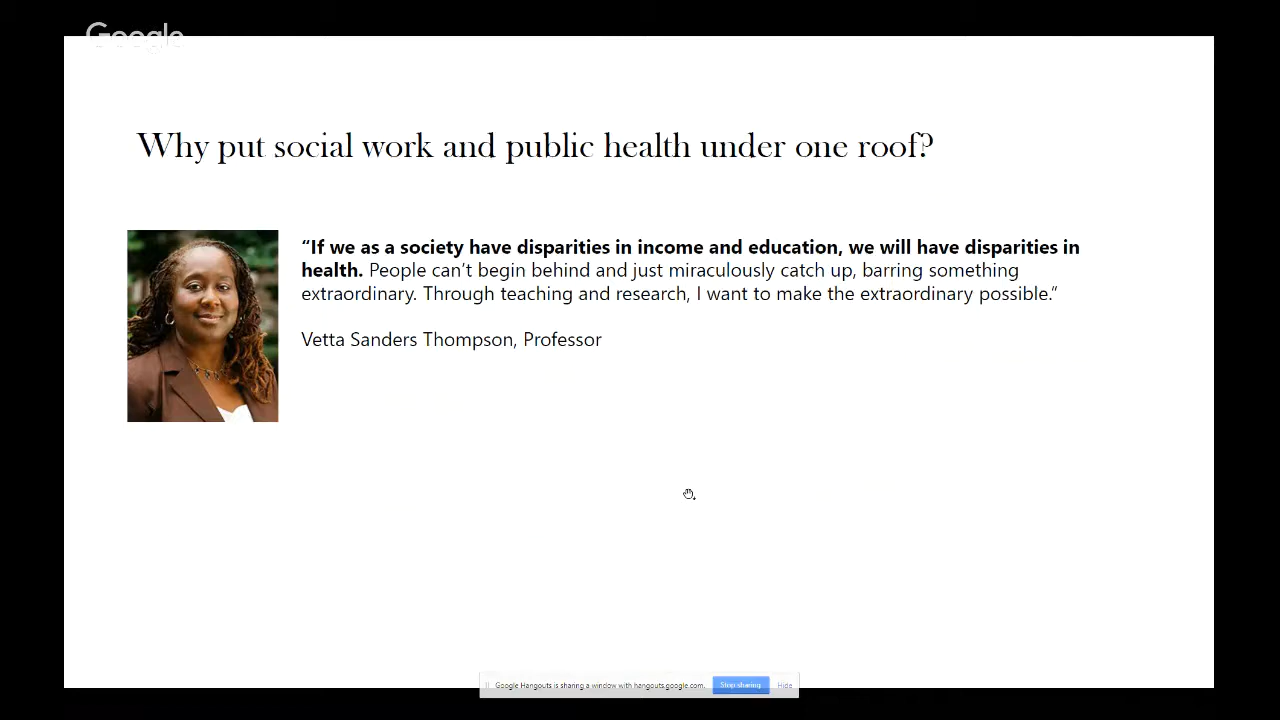 Google
Why put social work and public health under one roof?
“If we as a society have disparities in income and education, we will have disparities in
health. People can’t begin behind and just miraculously catch up, barring something
extraordinary. Through teaching and research, I want to make the extraordinary possible.”
Vetta Sanders Thompson, Professor
Google Hangouts is sharing a window with hangouts.google.com. Stop sharing Hide